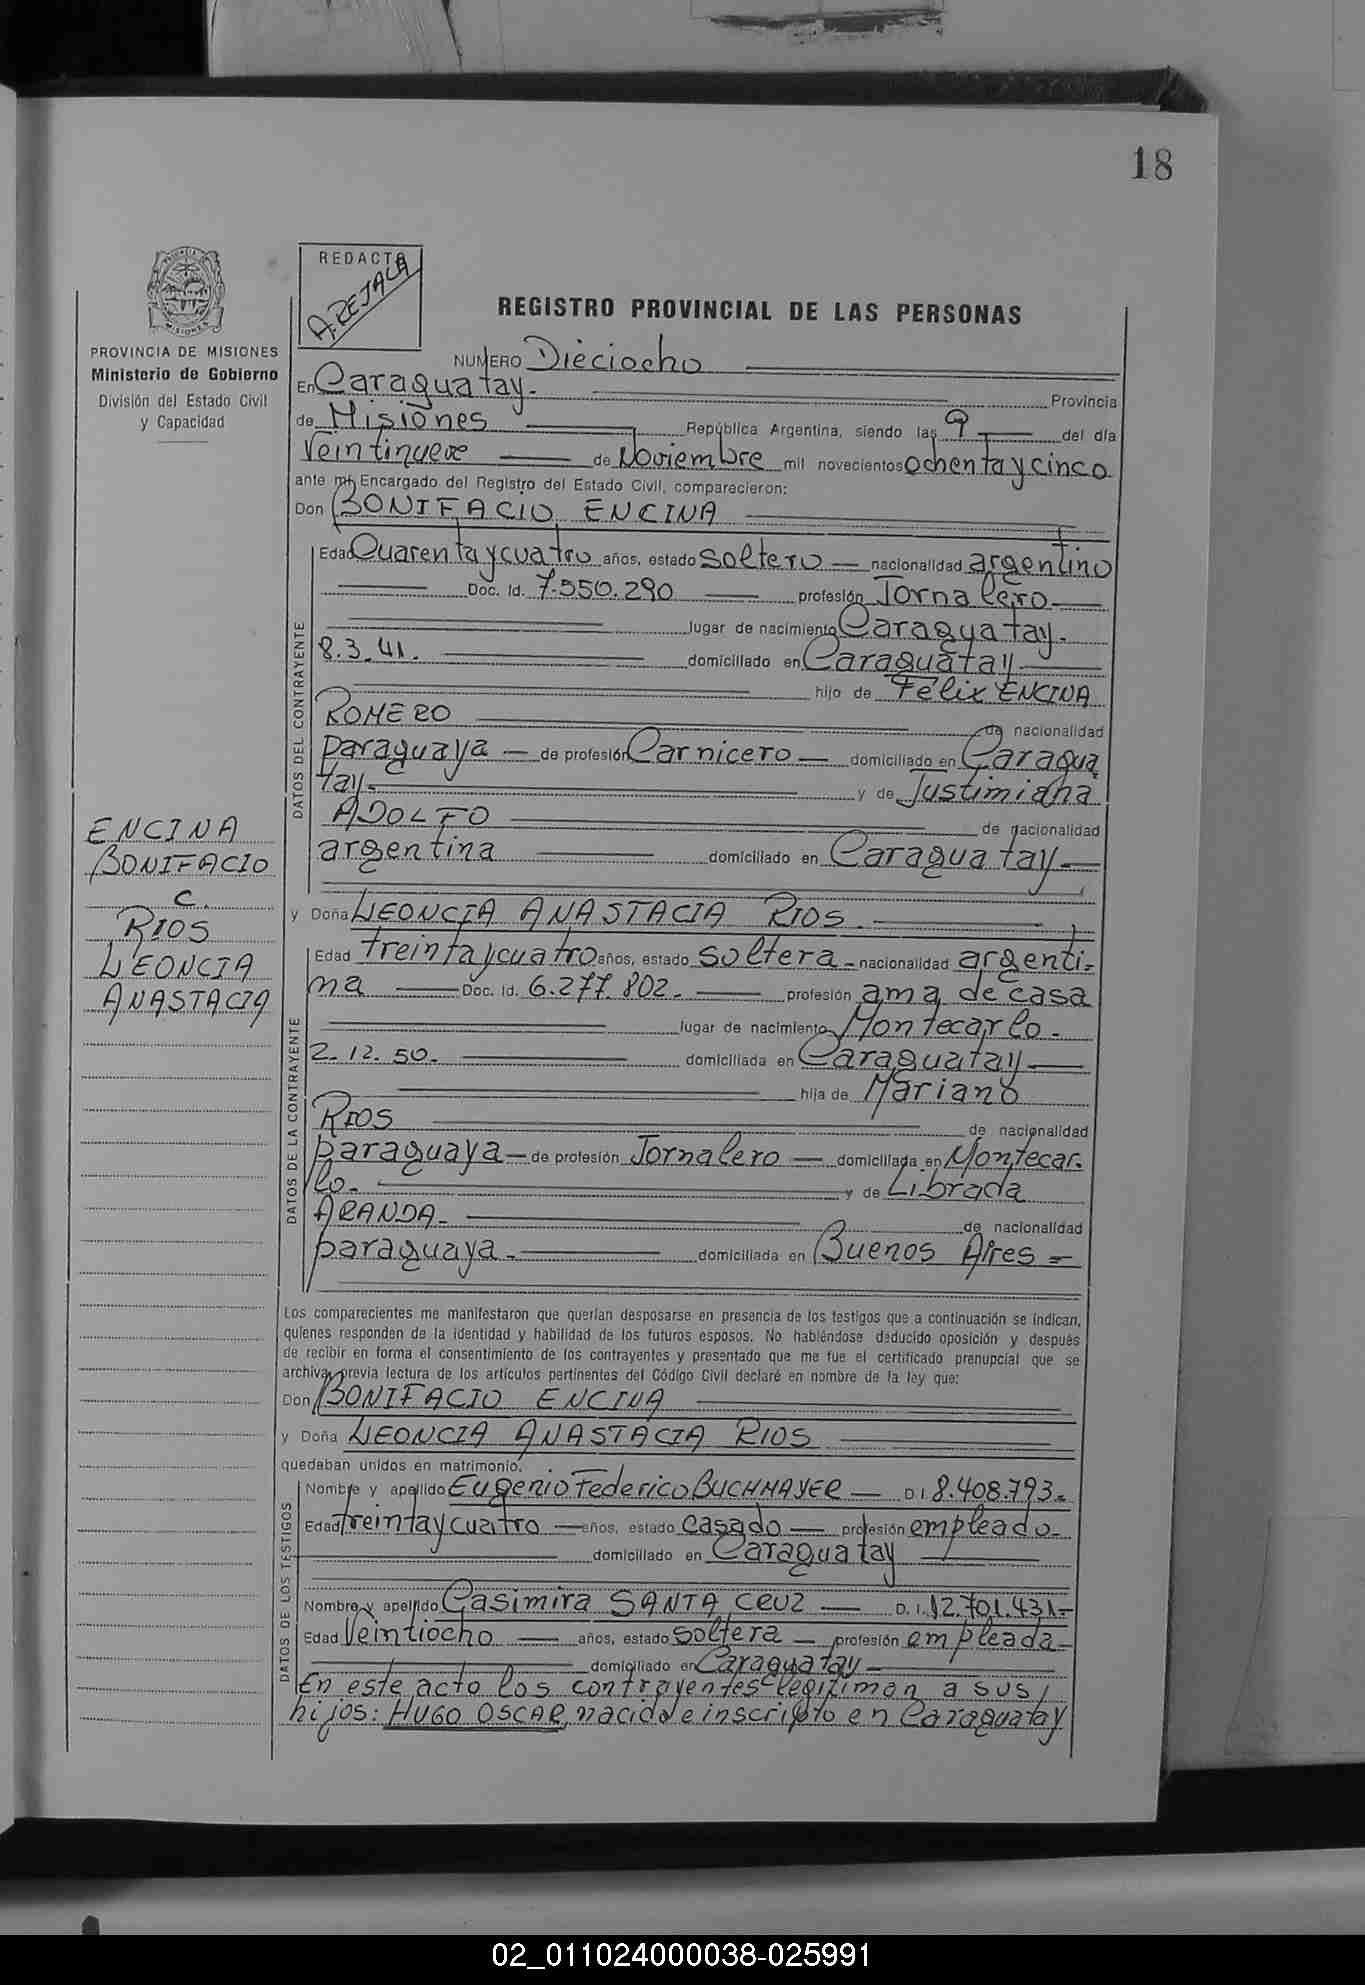 18
REDACTO
A. REJALA
PROVINCIA DE MISIONES
Ministerio de Gobierno
División del Estado Civil
y Capacidad
REGISTRO PROVINCIAL DE LAS PERSONAS
NUMERO Dieciocho
En Caraguatay.- Provincia
de Misiones República Argentina, siendo las 9 del día
Veintinueve de Noviembre mil novecientos ochenta y cinco
ante mí, Encargado del Registro del Estado Civil, comparecieron:
Don BONIFACIO ENCINA
DATOS DEL CONTRAYENTE
Edad Cuarenta y cuatro años, estado soltero nacionalidad argentino
Doc. Id. 7.550.290 profesión Jornalero
lugar de nacimiento Caraguatay.
8.3.41. domiciliado en Caraguatay
hijo de Félix ENCINA
ROMERO de nacionalidad
paraguaya de profesión Carnicero domiciliado en Caragua
tay. y de Justimiana
ADOLFO de nacionalidad
argentina domiciliado en Caraguatay
ENCINA
BONIFACIO
C.
RIOS
LEONCIA
ANASTACIA
y Doña LEONCIA ANASTACIA RIOS.
DATOS DE LA CONTRAYENTE
Edad treinta y cuatro años, estado soltera nacionalidad argenti=
na Doc. Id. 6.277.802.- profesión ama de casa
lugar de nacimiento Montecarlo.
2.12.50. domiciliada en Caraguatay
hija de Mariano
RIOS de nacionalidad
paraguaya de profesión Jornalero domiciliada en Montecar-
lo. y de Librada
ARANDA. de nacionalidad
paraguaya. domiciliada en Buenos Aires =
Los comparecientes me manifestaron que querían desposarse en presencia de los testigos que a continuación se indican,
quienes responden de la identidad y habilidad de los futuros esposos. No habiéndose deducido oposición y después
de recibir en forma el consentimiento de los contrayentes y presentado que me fue el certificado prenupcial que se
archiva, previa lectura de los artículos pertinentes del Código Civil declaré en nombre de la ley que:
Don BONIFACIO ENCINA
y Doña LEONCIA ANASTACIA RIOS
quedaban unidos en matrimonio.
DATOS DE LOS TESTIGOS
Nombre y apellido Eugenio Federico BUCHMAYER D.I. 8.408.793.
Edad treinta y cuatro años, estado casado profesión empleado
domiciliado en Caraguatay
Nombre y apellido Casimira SANTA CRUZ D.I. 12.701.431.-
Edad Veintiocho años, estado soltera profesión empleada
domiciliado en Caraguatay
En este acto los contrayentes legitiman a sus
hijos: HUGO OSCAR, nacido e inscripto en Caraguatay
02_011024000038-025991